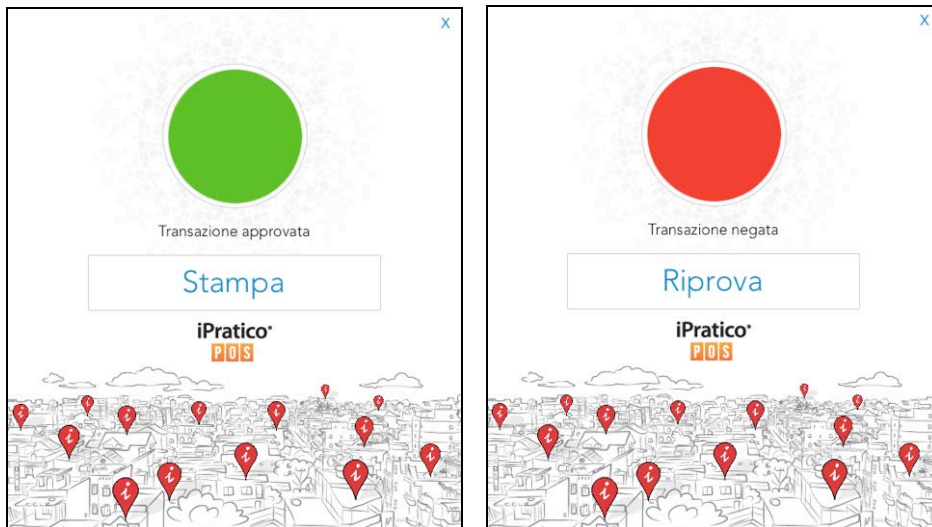 X
Transazione approvata
Stampa
iPratico
POS
X
Transazione negata
Riprova
iPratico
POS